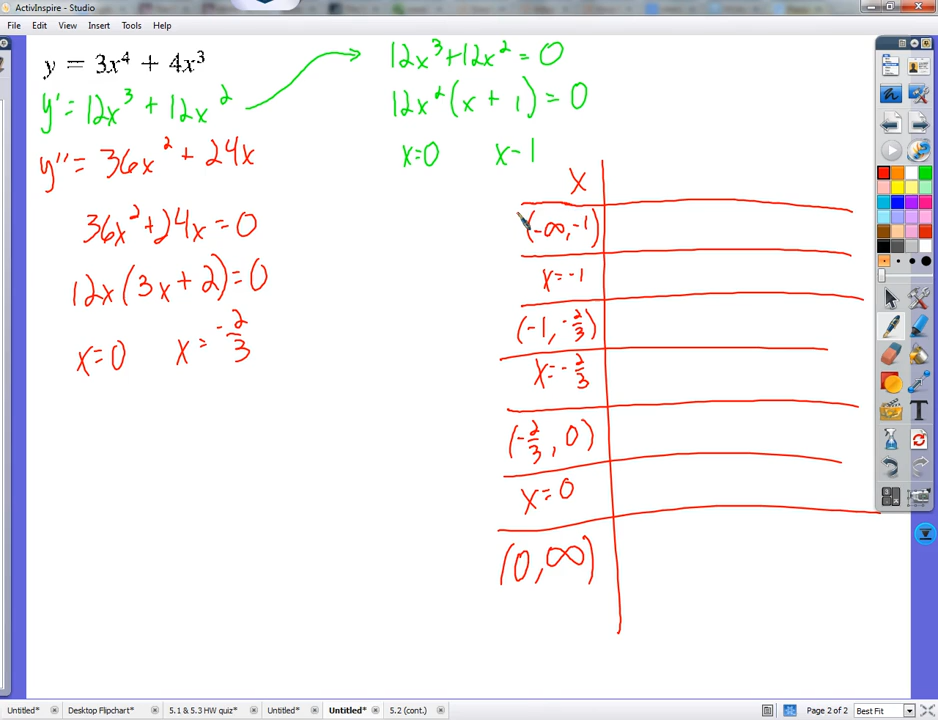 ActivInspire - Studio
File Edit View Insert Tools Help
y = 3x⁴ + 4x³
y' = 12x³ + 12x²
y'' = 36x² + 24x
36x² + 24x = 0
12x(3x + 2) = 0
x = 0 x = -2/3
12x³ + 12x² = 0
12x²(x + 1) = 0
x=0 x-1
x
(-∞, -1)
x = -1
(-1, -2/3)
x = -2/3
(-2/3, 0)
x = 0
(0, ∞)
Untitled* Desktop Flipchart* 5.1 & 5.3 HW quiz* Untitled* Untitled* 5.2 (cont.) Page 2 of 2 Best Fit